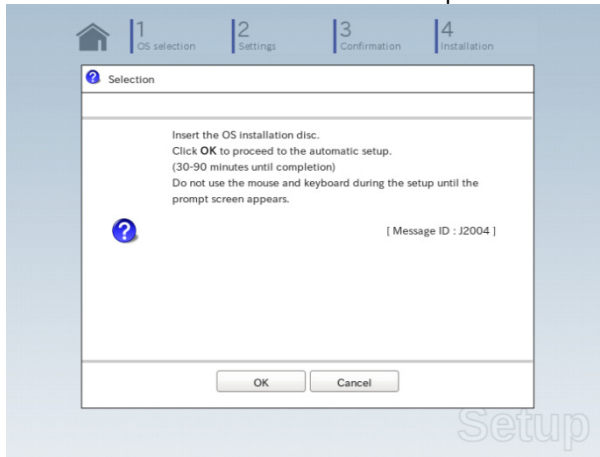 1
OS selection
2
Settings
3
Confirmation
4
Installation
Selection
Insert the OS installation disc.
Click OK to proceed to the automatic setup.
(30-90 minutes until completion)
Do not use the mouse and keyboard during the setup until the
prompt screen appears.
[ Message ID : J2004 ]
OK
Cancel
Setup